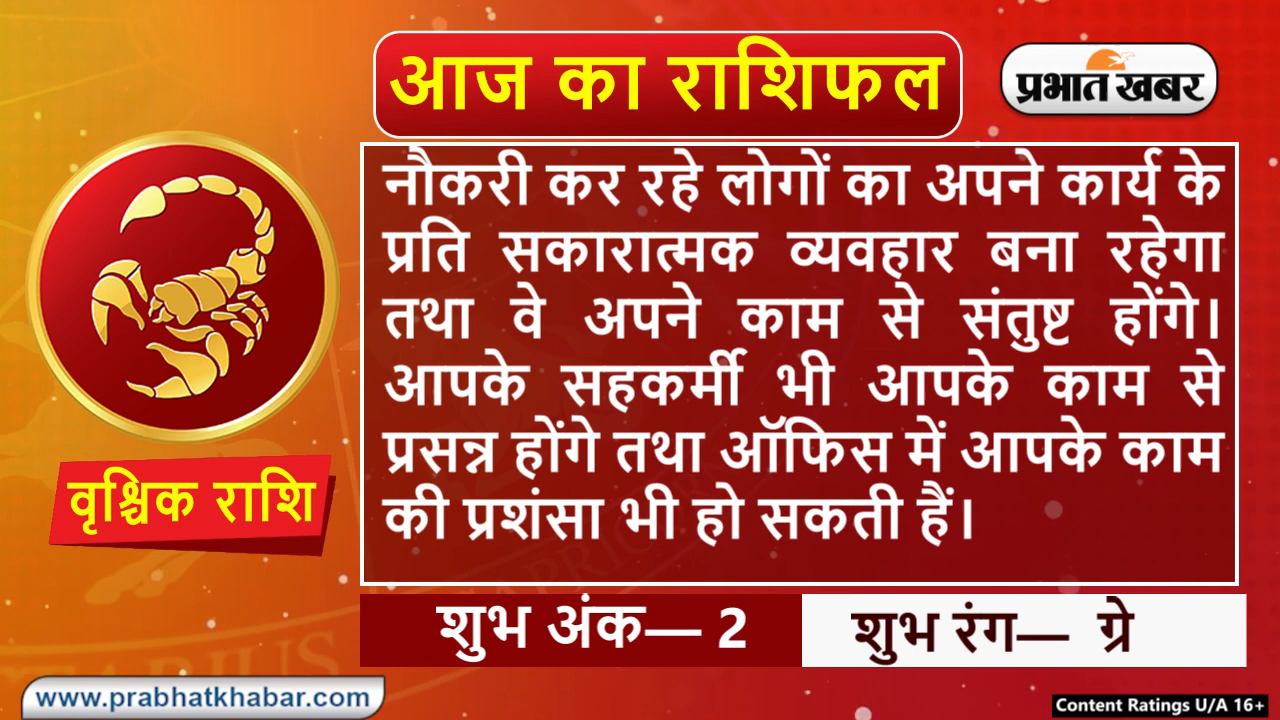 आज का राशिफल
प्रभात खबर
नौकरी कर रहे लोगों का अपने कार्य के
प्रति सकारात्मक व्यवहार बना रहेगा
तथा वे अपने काम से संतुष्ट होंगे।
आपके सहकर्मी भी आपके काम से
प्रसन्न होंगे तथा ऑफिस में आपके काम
की प्रशंसा भी हो सकती हैं।
वृश्चिक राशि
शुभ अंक— 2
शुभ रंग— ग्रे
www.prabhatkhabar.com
Content Ratings U/A 16+